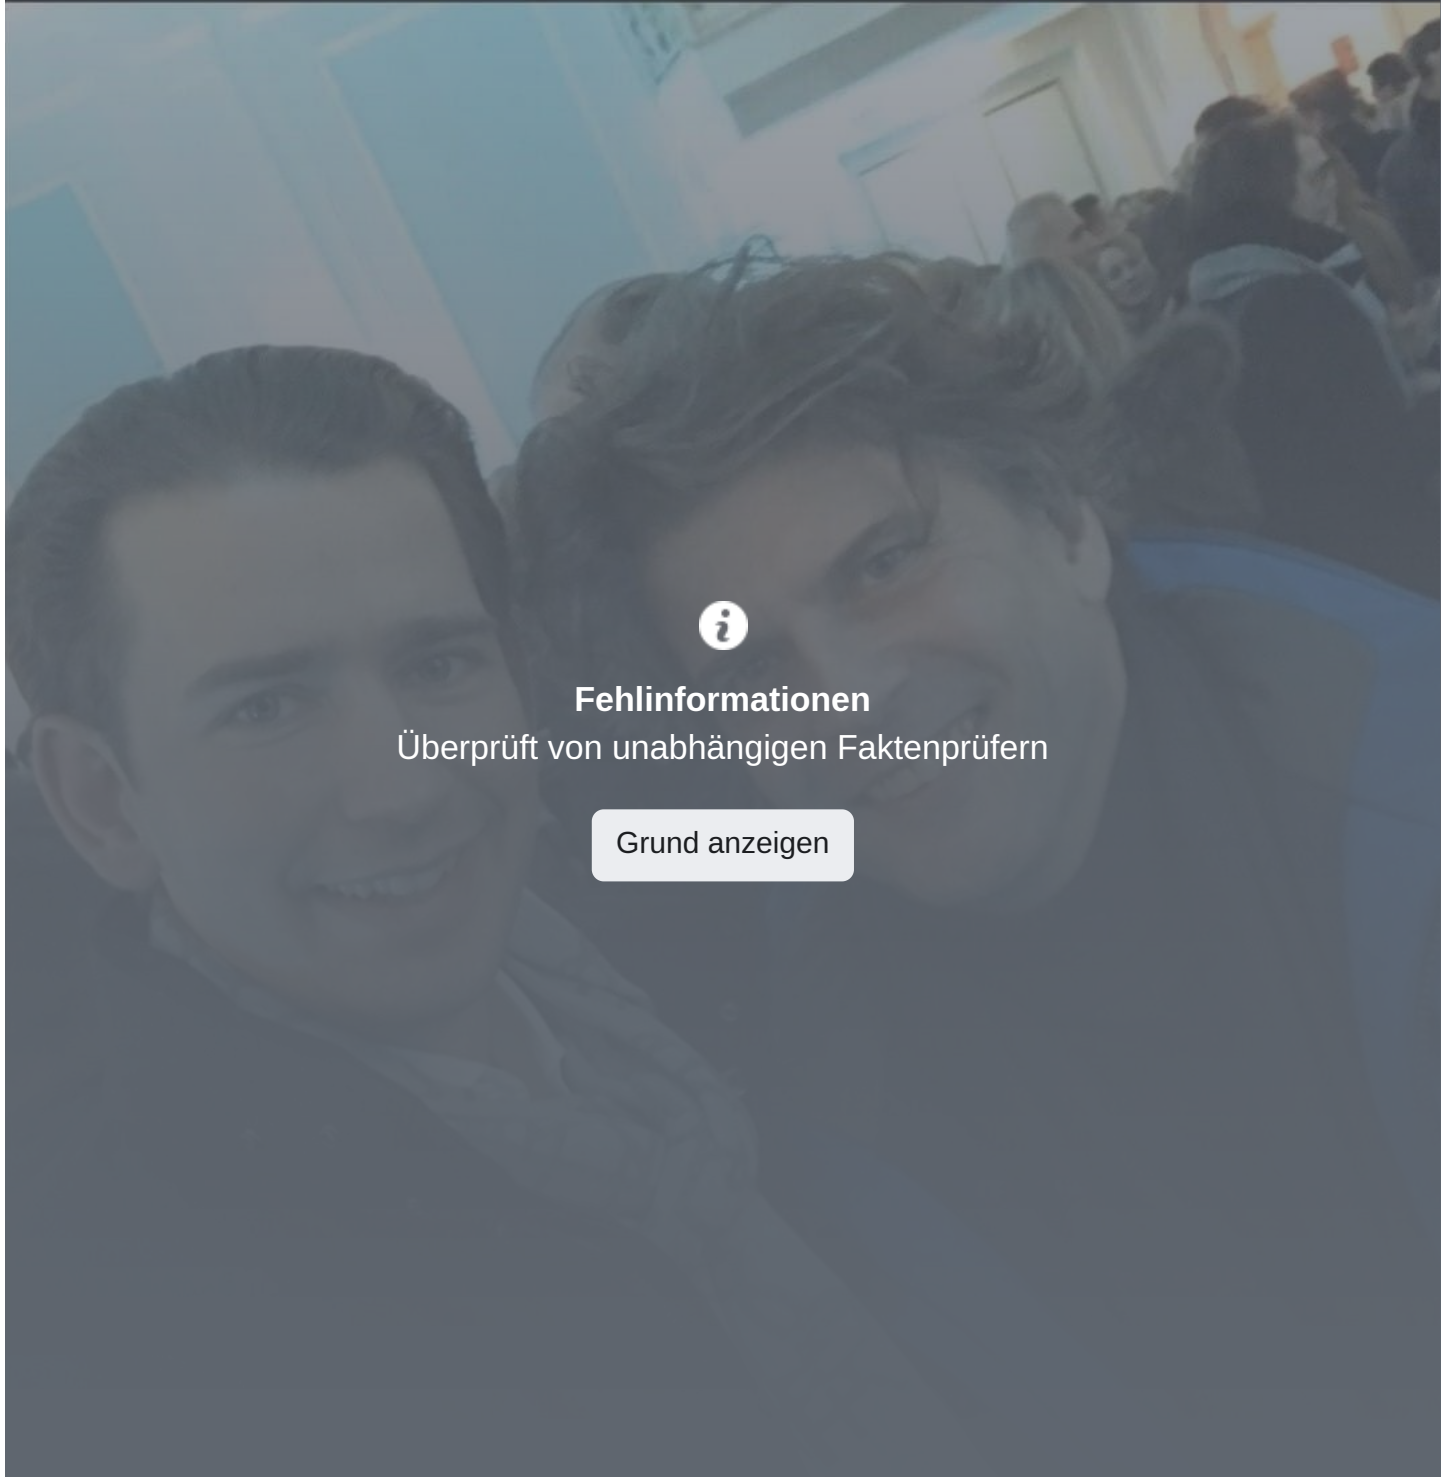 Fehlinformationen
Überprüft von unabhängigen Faktenprüfern
Grund anzeigen